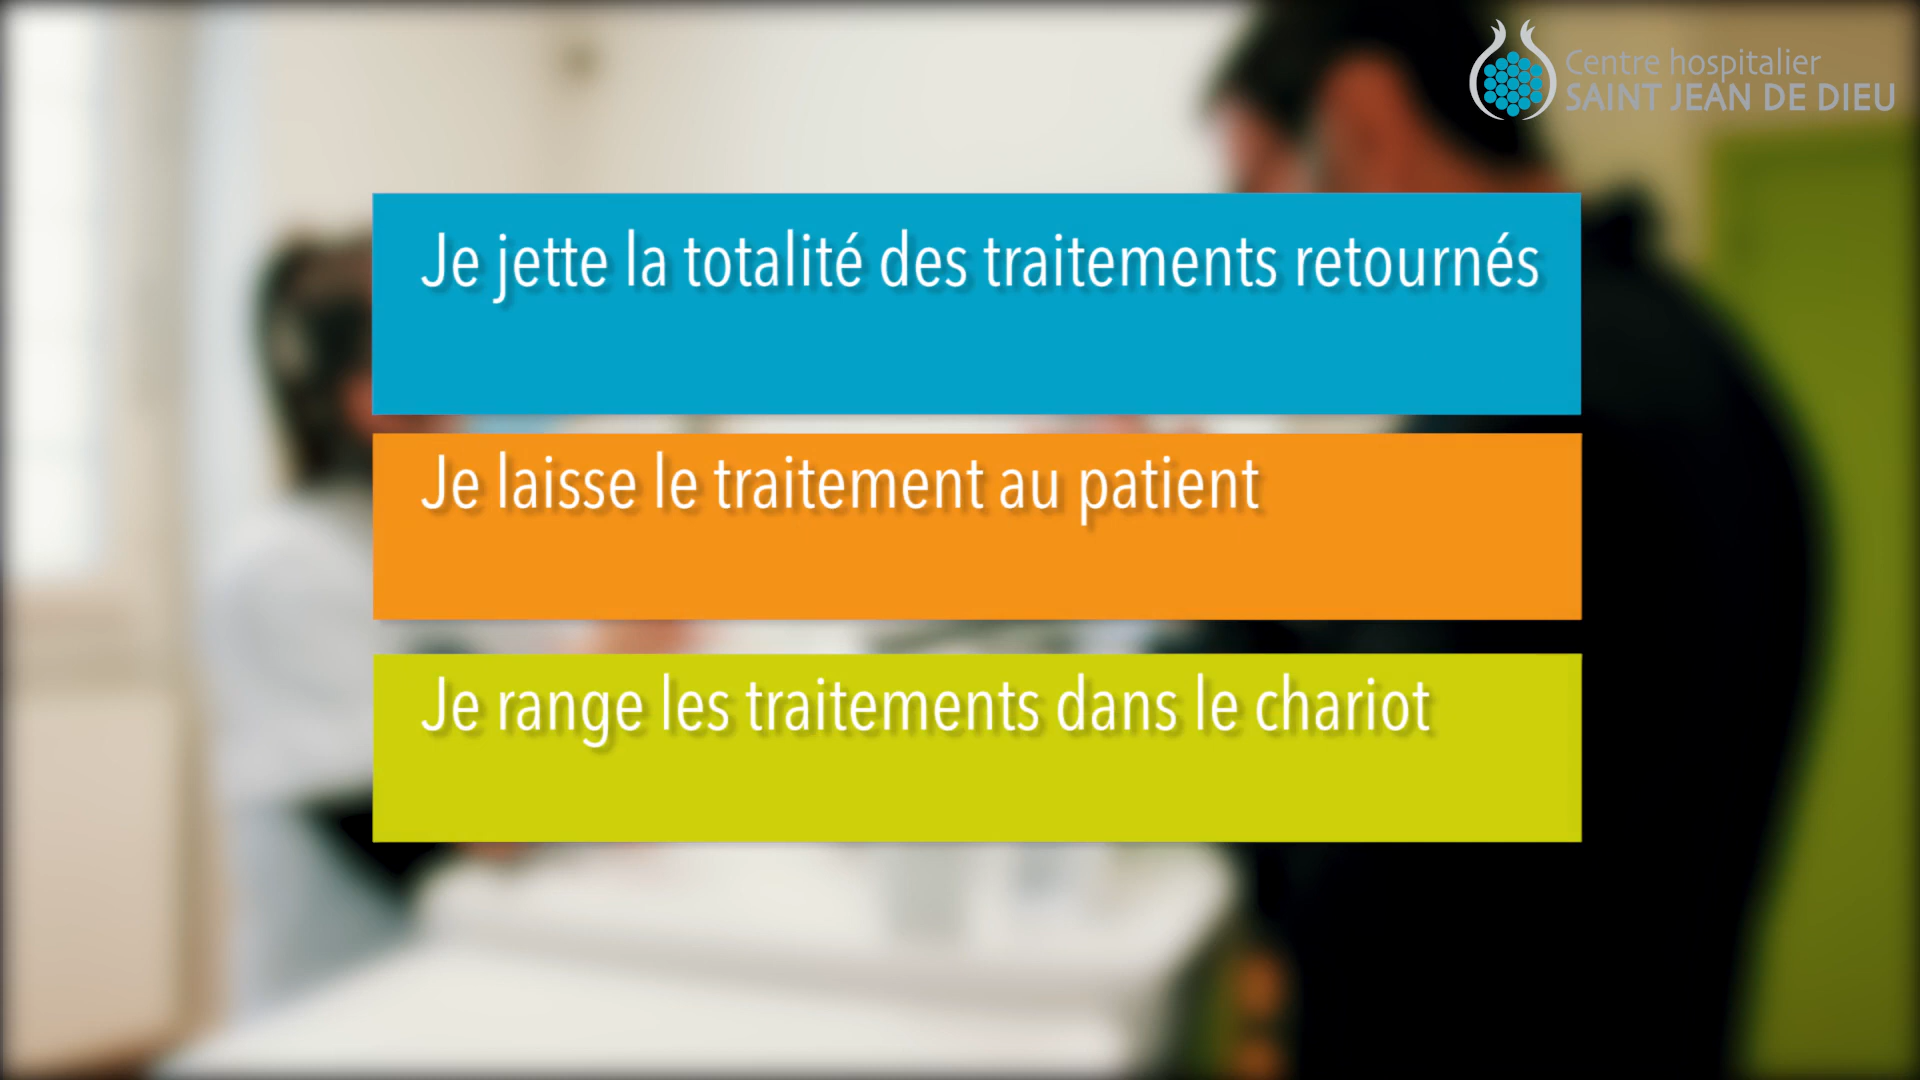 Centre hospitalier
SAINT JEAN DE DIEU
Je jette la totalité des traitements retournés
Je laisse le traitement au patient
Je range les traitements dans le chariot